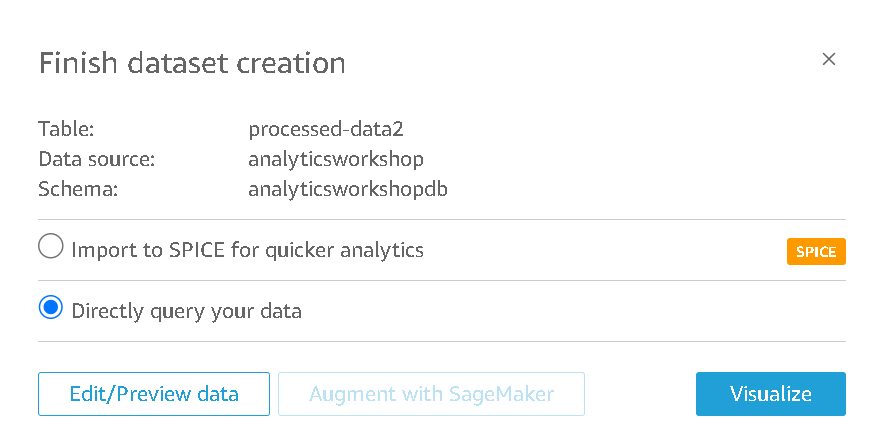 Finish dataset creation
×
Table: processed-data2
Data source: analyticsworkshop
Schema: analyticsworkshopdb
Import to SPICE for quicker analytics SPICE
Directly query your data
Edit/Preview data Augment with SageMaker Visualize